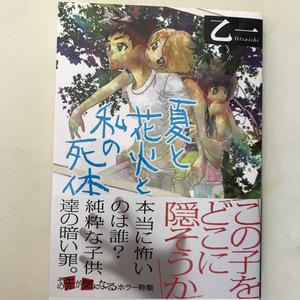 乙一
Otsuichi
夏と
花火と
私の
死体
この子を
どこに
隠そうか
本当に怖い
のは誰?
純粋な子供
達の暗い罪。
ホラー特集